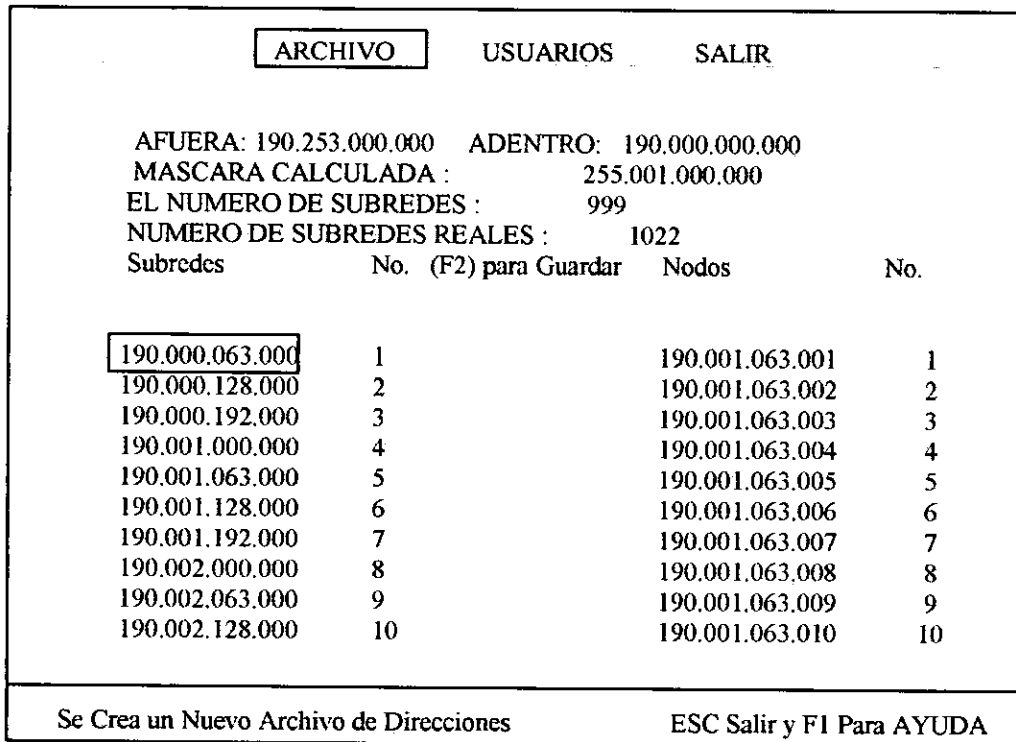 ARCHIVO USUARIOS SALIR
AFUERA: 190.253.000.000 ADENTRO: 190.000.000.000
MASCARA CALCULADA : 255.001.000.000
EL NUMERO DE SUBREDES : 999
NUMERO DE SUBREDES REALES : 1022
Subredes No. (F2) para Guardar Nodos No.
190.000.063.000 1 190.001.063.001 1
190.000.128.000 2 190.001.063.002 2
190.000.192.000 3 190.001.063.003 3
190.001.000.000 4 190.001.063.004 4
190.001.063.000 5 190.001.063.005 5
190.001.128.000 6 190.001.063.006 6
190.001.192.000 7 190.001.063.007 7
190.002.000.000 8 190.001.063.008 8
190.002.063.000 9 190.001.063.009 9
190.002.128.000 10 190.001.063.010 10
Se Crea un Nuevo Archivo de Direcciones ESC Salir y F1 Para AYUDA